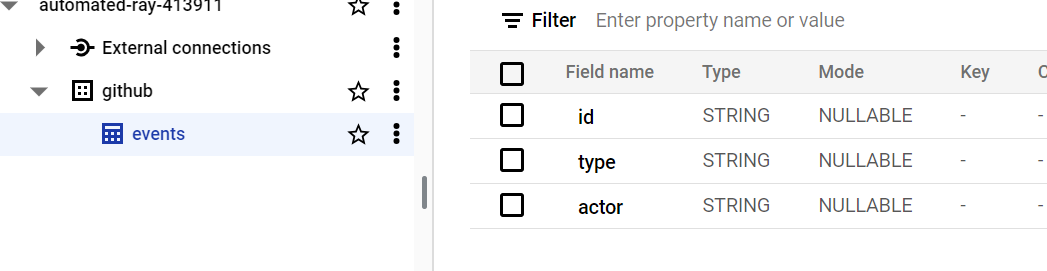 automated-ray-413911
External connections
github
events
Filter Enter property name or value
Field name Type Mode Key C
id STRING NULLABLE - -
type STRING NULLABLE - -
actor STRING NULLABLE - -